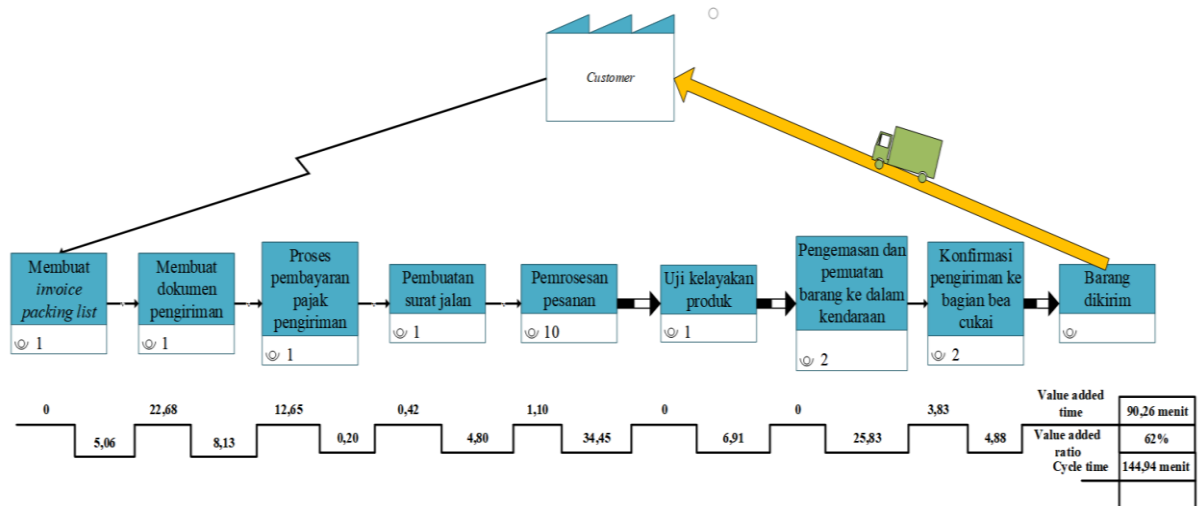 Customer
Membuat
invoice
packing list
1
Membuat
dokumen
pengiriman
1
Proses
pembayaran
pajak
pengiriman
1
Pembuatan
surat jalan
1
Pemrosesan
pesanan
10
Uji kelayakan
produk
1
Pengemasan dan
pemuatan
barang ke dalam
kendaraan
2
Konfirmasi
pengiriman ke
bagian bea
cukai
2
Barang
dikirim
0
5,06
22,68
8,13
12,65
0,20
0,42
4,80
1,10
34,45
0
6,91
0
25,83
3,83
4,88
Value added
time
90,26 menit
Value added
ratio
62%
Cycle time
144,94 menit